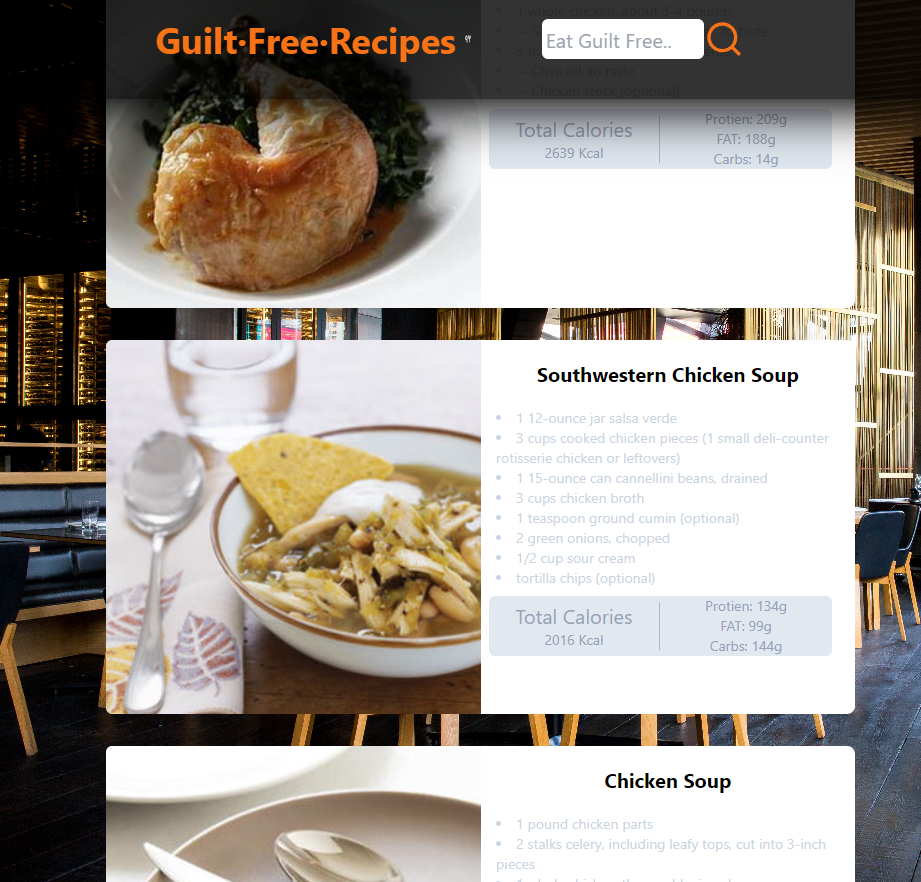 Guilt·Free·Recipes
Eat Guilt Free..
1 whole chicken, about 3-4 pounds
taste
— Olive oil, to taste
— Chicken stock (optional)
Total Calories
2639 Kcal
Protien: 209g
FAT: 188g
Carbs: 14g
Southwestern Chicken Soup
1 12-ounce jar salsa verde
3 cups cooked chicken pieces (1 small deli-counter
rotisserie chicken or leftovers)
1 15-ounce can cannellini beans, drained
3 cups chicken broth
1 teaspoon ground cumin (optional)
2 green onions, chopped
1/2 cup sour cream
tortilla chips (optional)
Total Calories
2016 Kcal
Protien: 134g
FAT: 99g
Carbs: 144g
Chicken Soup
1 pound chicken parts
2 stalks celery, including leafy tops, cut into 3-inch
pieces